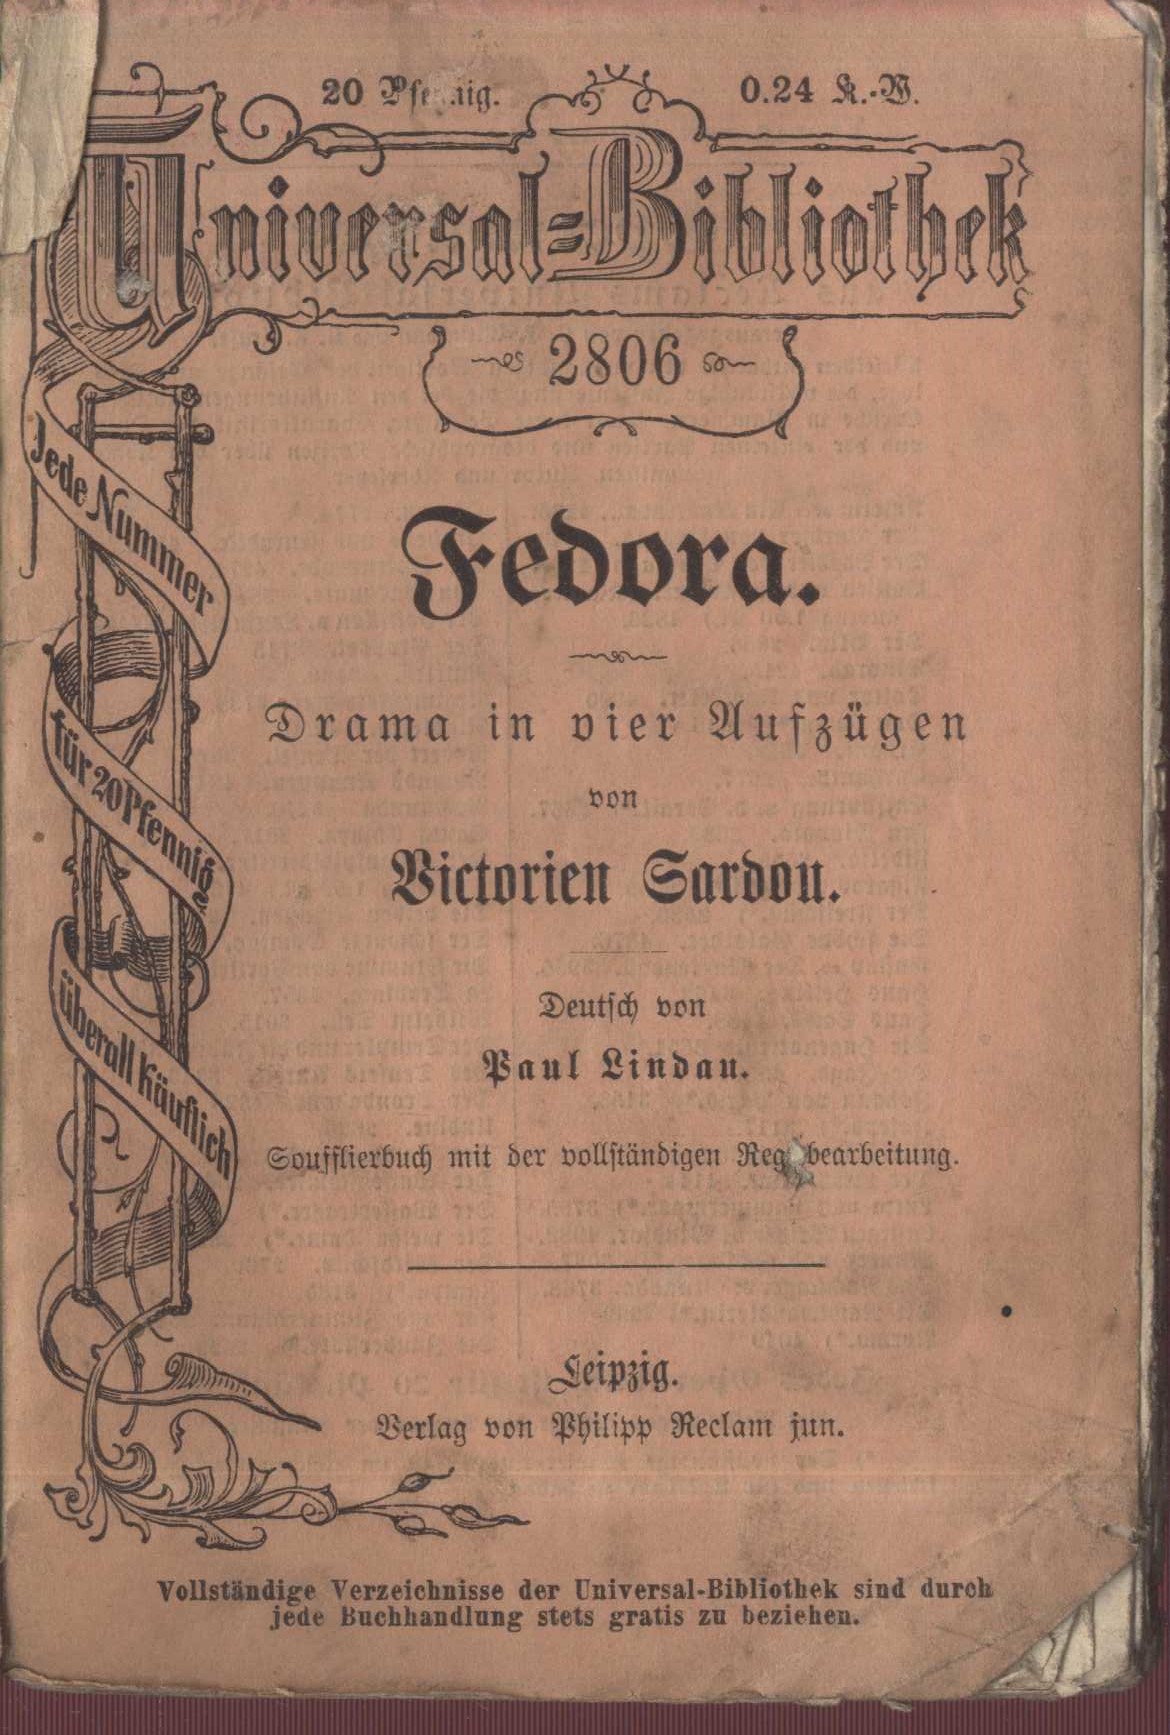 20 Pfennig. 0.24 K.-W.
Universal-Bibliothek
2806
Jede Nummer
für 20 Pfennig
überall käuflich
Fedora.
Drama in vier Aufzügen
von
Victorien Sardou.
Deutsch von
Paul Lindau.
Soufflierbuch mit der vollständigen Regiebearbeitung.
Leipzig.
Verlag von Philipp Reclam jun.
Vollständige Verzeichnisse der Universal-Bibliothek sind durch
jede Buchhandlung stets gratis zu beziehen.